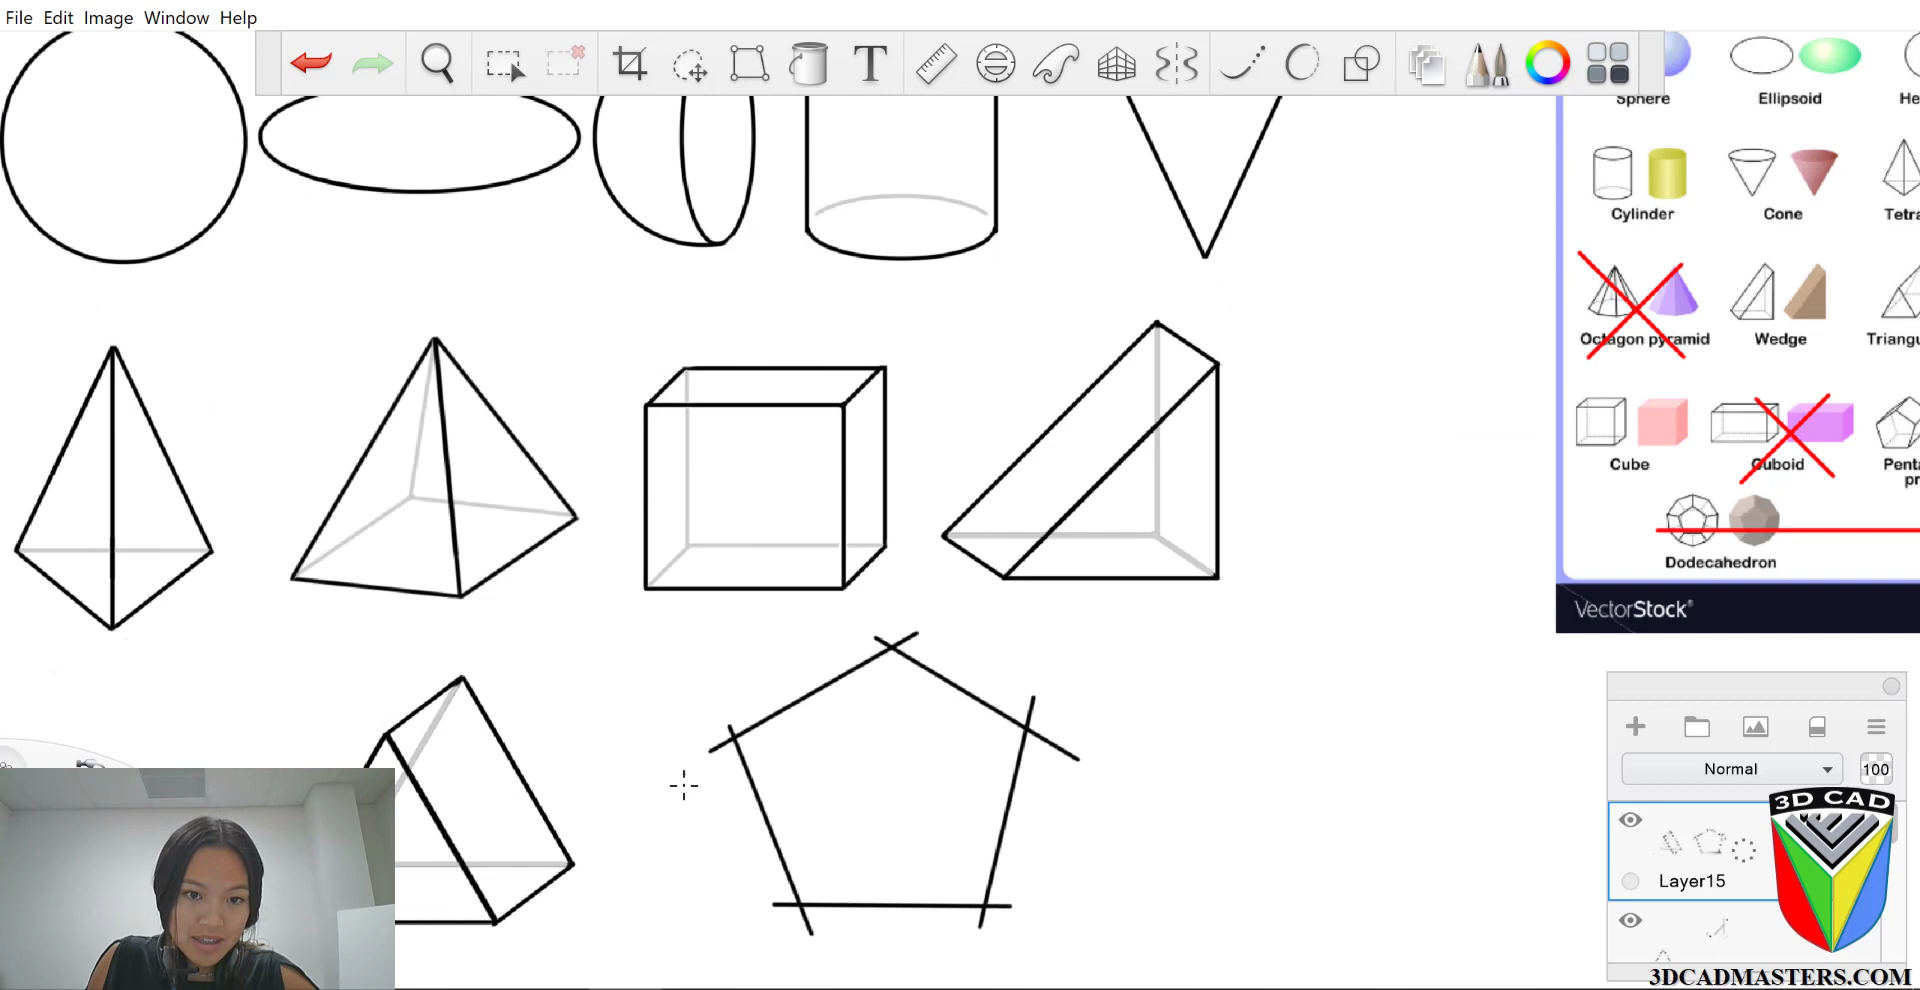 File Edit Image Window Help
T
Sphere
Ellipsoid
He
Cylinder
Cone
Tetra
Octagon pyramid
Wedge
Triangu
Cube
Cuboid
Penta
pr
Dodecahedron
VectorStock®
Normal
100
3D CAD
Layer15
3DCADMASTERS.COM